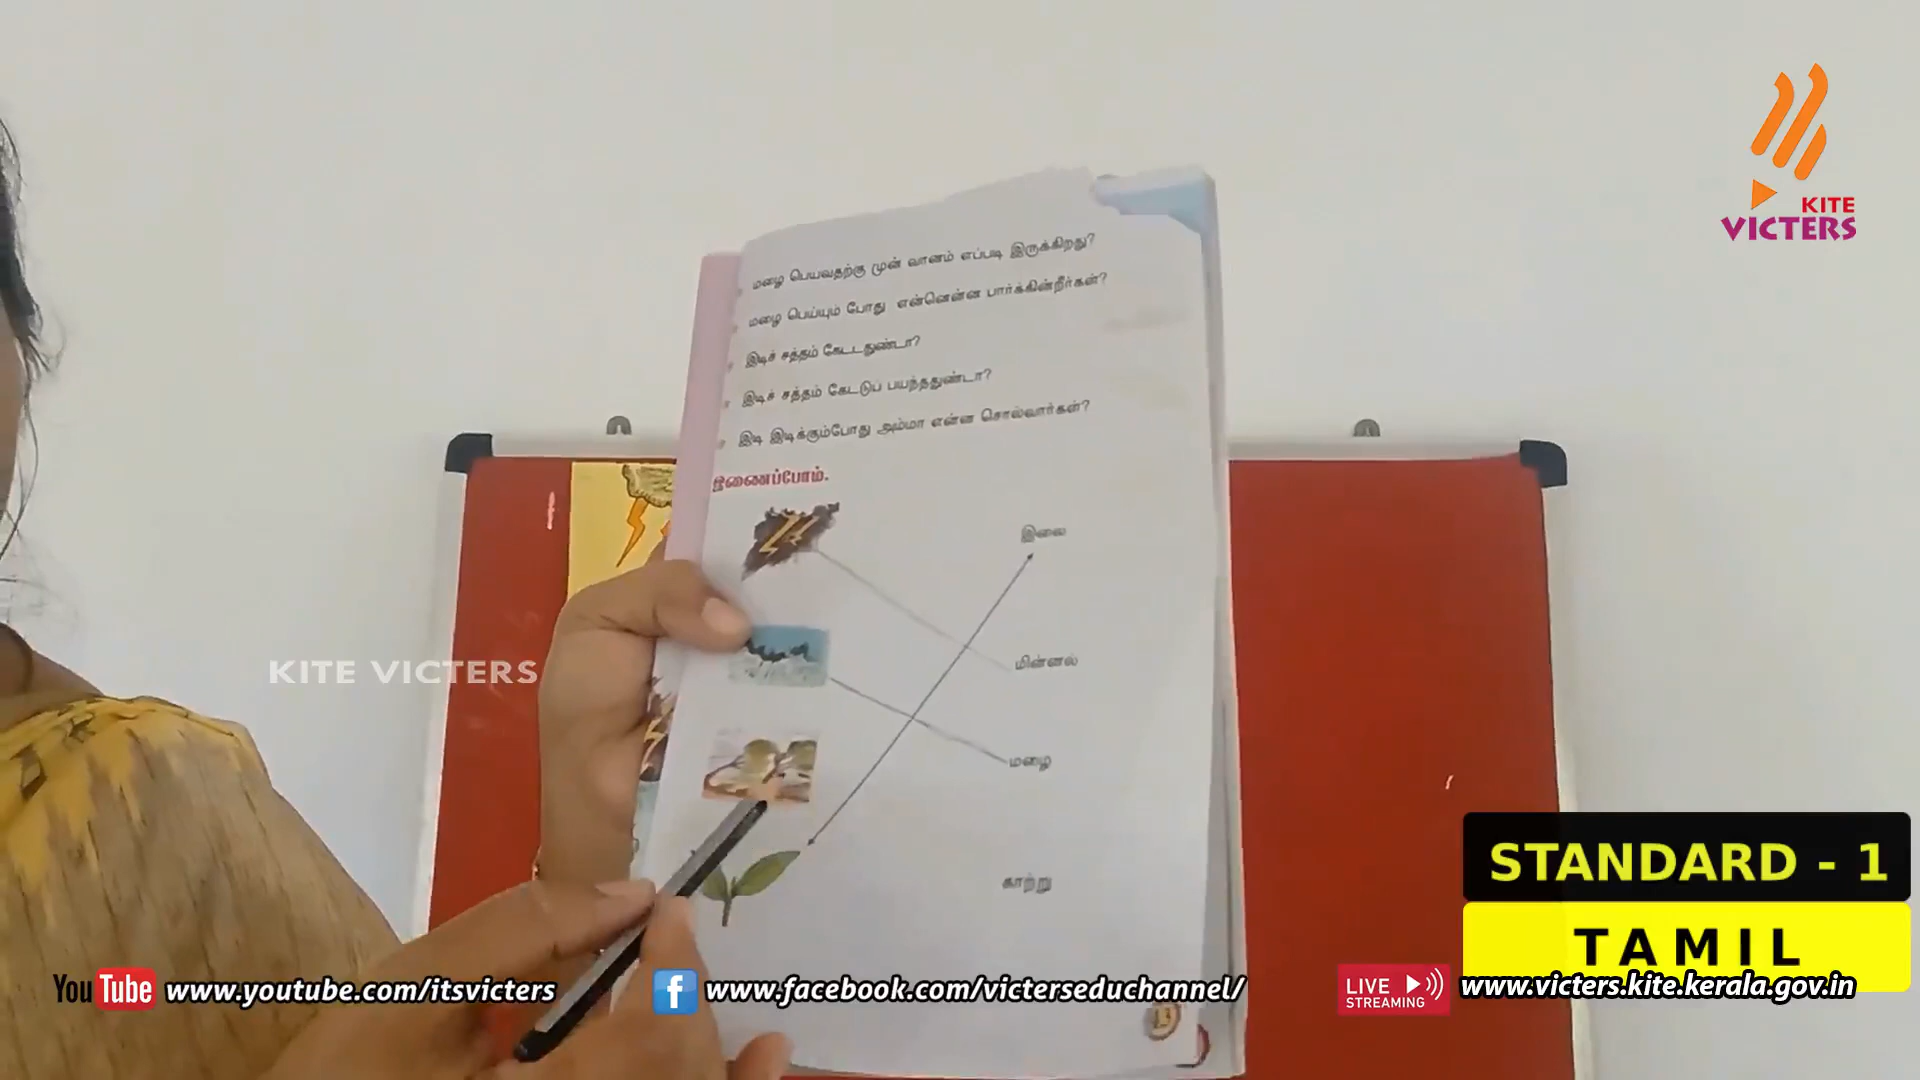 KITE
VICTERS
மழை பெயவதற்கு முன் வானம் எப்படி இருக்கிறது?
மழை பெய்யும் போது என்னென்ன பார்க்கின்றீர்கள்?
இடிச் சத்தம் கேட்டதுண்டா?
இடிச் சத்தம் கேட்டுப் பயந்ததுண்டா?
இடி இடிக்கும்போது அம்மா என்ன சொல்வார்கள்?
இணைப்போம்.
இலை
மின்னல்
மழை
காற்று
KITE VICTERS
STANDARD - 1
TAMIL
YouTube www.youtube.com/itsvicters
f www.facebook.com/victerseduchannel/
LIVE STREAMING www.victers.kite.kerala.gov.in